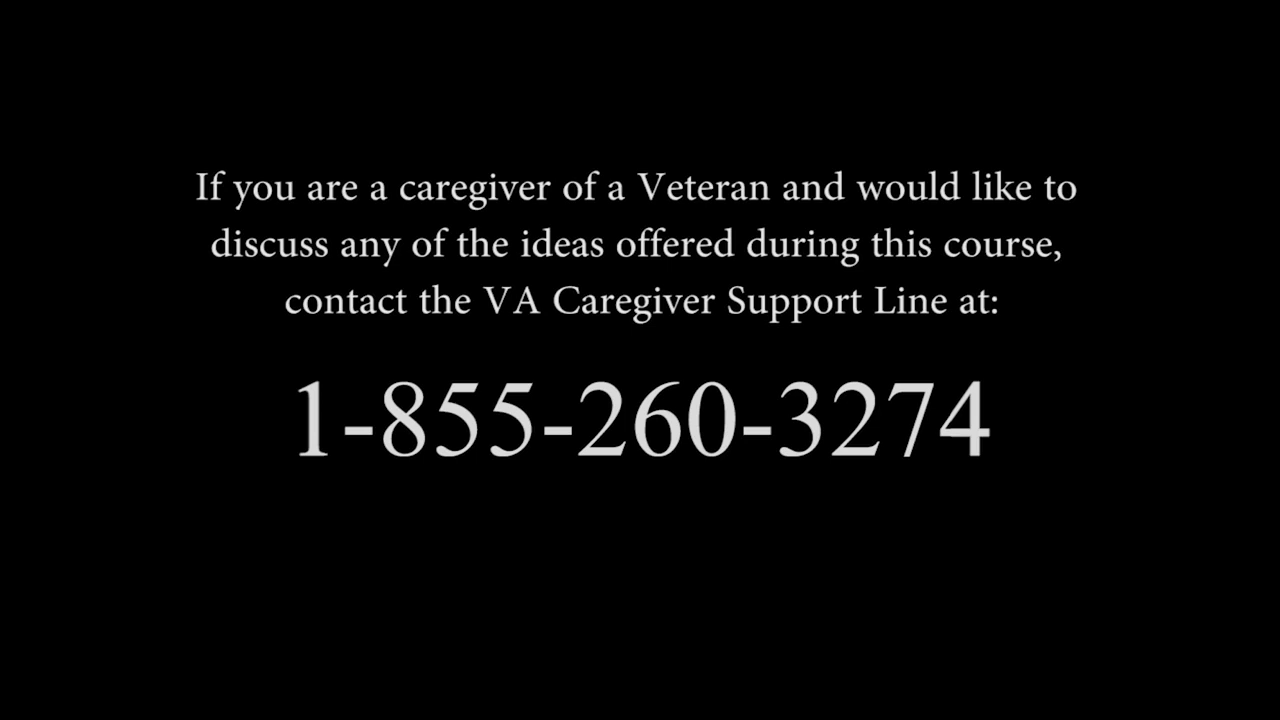 If you are a caregiver of a Veteran and would like to
discuss any of the ideas offered during this course,
contact the VA Caregiver Support Line at:
1-855-260-3274